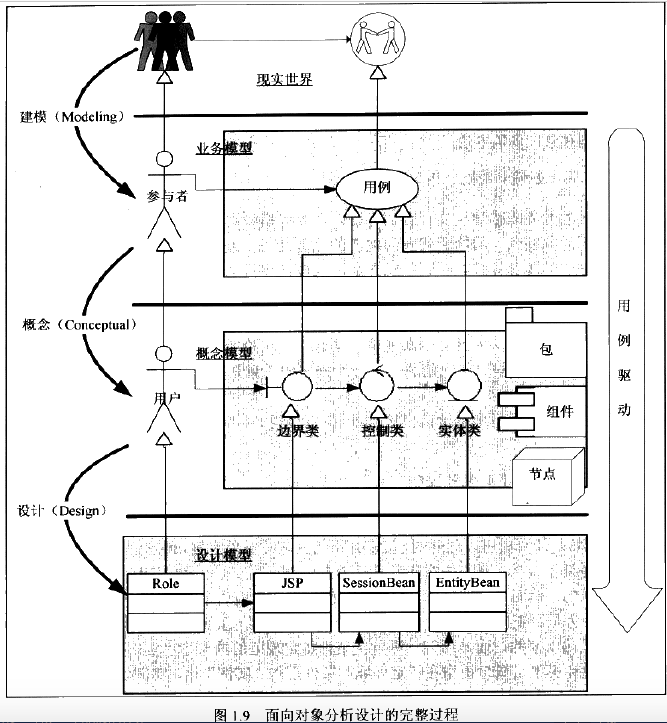 现实世界
建模（Modeling）
业务模型
参与者
用例
概念（Conceptual）
概念模型
包
用户
组件
边界类
控制类
实体类
节点
用例驱动
设计（Design）
设计模型
Role
JSP
SessionBean
EntityBean
图 1.9 面向对象分析设计的完整过程